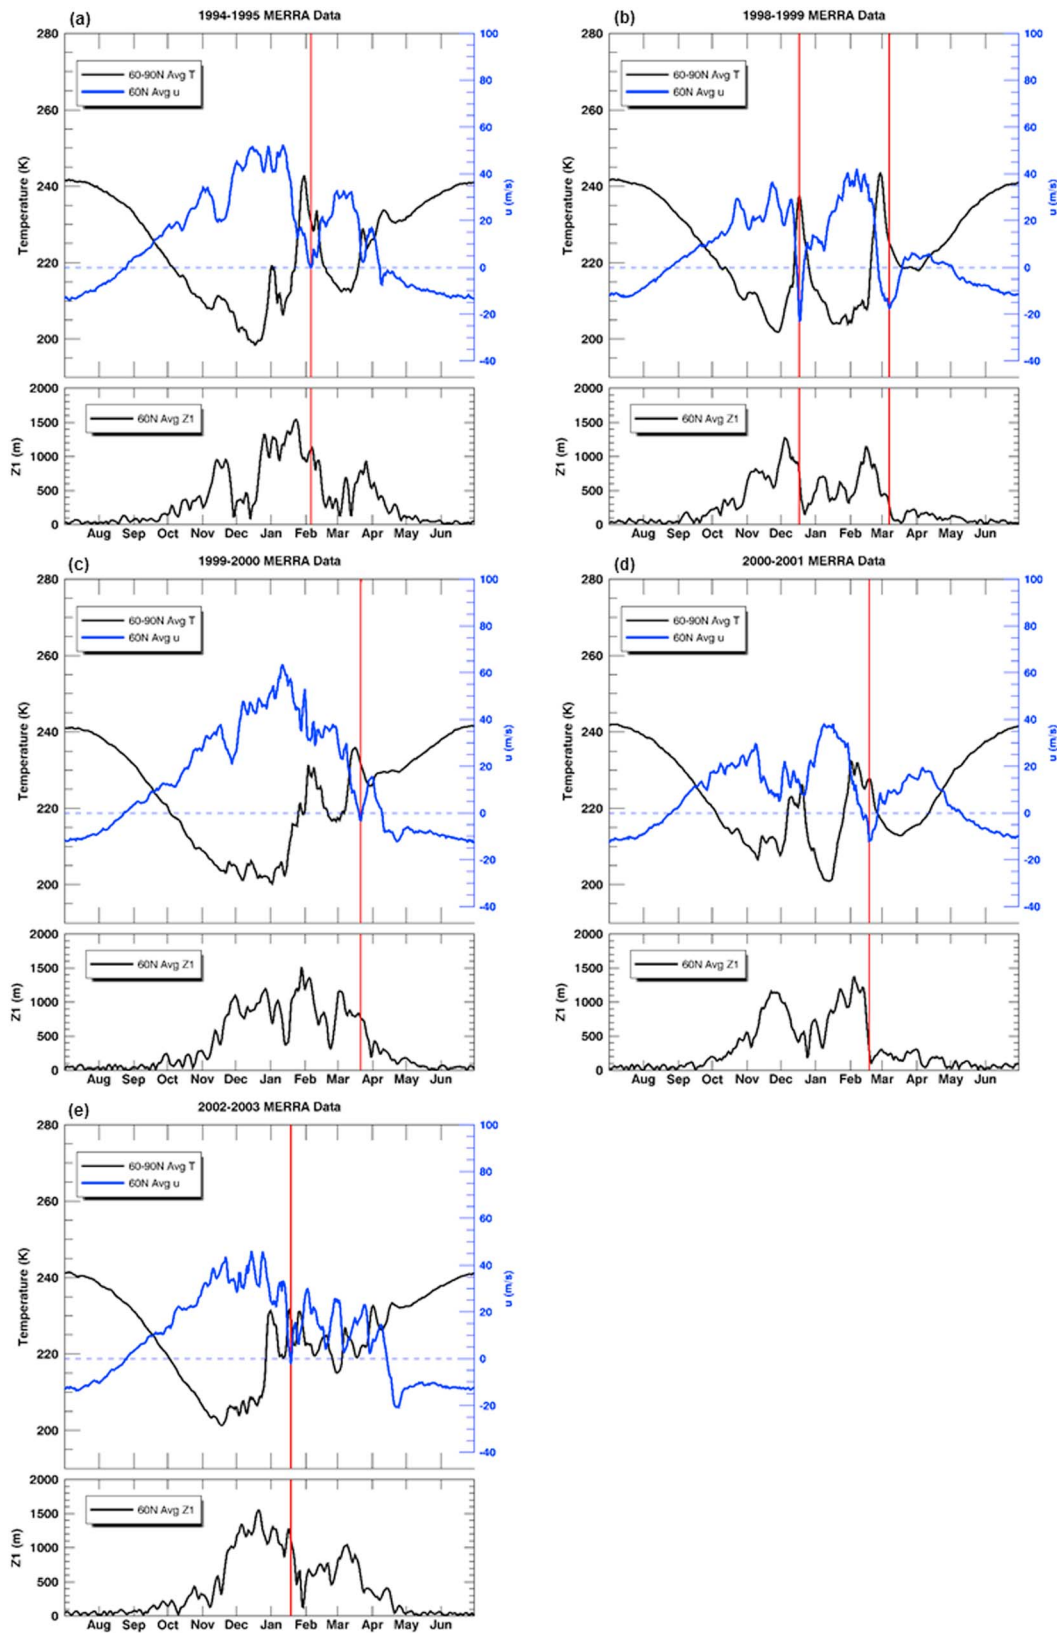 (a) 1994-1995 MERRA Data
280
260
240
220
200
Temperature (K)
60-90N Avg T
60N Avg u
100
80
60
40
20
0
-20
-40
u (m/s)
2000
1500
1000
500
0
Z1 (m)
60N Avg Z1
Aug Sep Oct Nov Dec Jan Feb Mar Apr May Jun
(b) 1998-1999 MERRA Data
280
260
240
220
200
Temperature (K)
60-90N Avg T
60N Avg u
100
80
60
40
20
0
-20
-40
u (m/s)
2000
1500
1000
500
0
Z1 (m)
60N Avg Z1
Aug Sep Oct Nov Dec Jan Feb Mar Apr May Jun
(c) 1999-2000 MERRA Data
280
260
240
220
200
Temperature (K)
60-90N Avg T
60N Avg u
100
80
60
40
20
0
-20
-40
u (m/s)
2000
1500
1000
500
0
Z1 (m)
60N Avg Z1
Aug Sep Oct Nov Dec Jan Feb Mar Apr May Jun
(d) 2000-2001 MERRA Data
280
260
240
220
200
Temperature (K)
60-90N Avg T
60N Avg u
100
80
60
40
20
0
-20
-40
u (m/s)
2000
1500
1000
500
0
Z1 (m)
60N Avg Z1
Aug Sep Oct Nov Dec Jan Feb Mar Apr May Jun
(e) 2002-2003 MERRA Data
280
260
240
220
200
Temperature (K)
60-90N Avg T
60N Avg u
100
80
60
40
20
0
-20
-40
u (m/s)
2000
1500
1000
500
0
Z1 (m)
60N Avg Z1
Aug Sep Oct Nov Dec Jan Feb Mar Apr May Jun